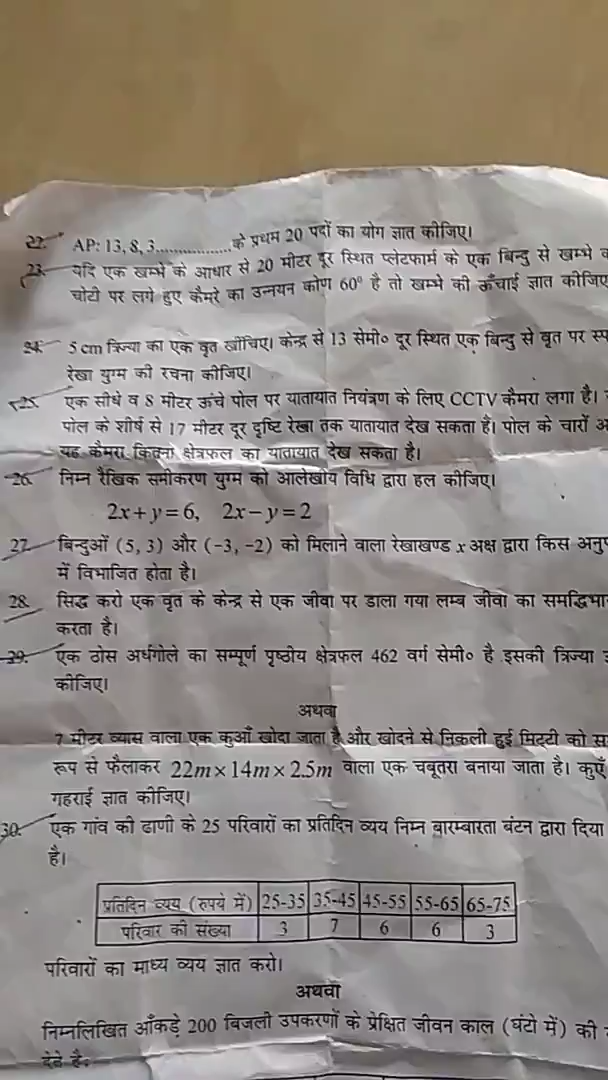 22. AP: 13, 8, 3................के प्रथम 20 पदों का योग ज्ञात कीजिए।
23. यदि एक खम्भे के आधार से 20 मीटर दूर स्थित प्लेटफार्म के एक बिन्दु से खम्भे
चोटी पर लगे हुए कैमरे का उन्नयन कोण 60° है तो खम्भे की ऊँचाई ज्ञात कीजिए
24. 5 cm त्रिज्या का एक वृत खींचिए। केन्द्र से 13 सेमी० दूर स्थित एक बिन्दु से वृत पर
रेखा युग्म की रचना कीजिए।
25. एक सीधे व 8 मीटर ऊंचे पोल पर यातायात नियंत्रण के लिए CCTV कैमरा लगा है।
पोल के शीर्ष से 17 मीटर दूर दृष्टि रेखा तक यातायात देख सकता है। पोल के चारों
यह कैमरा कितने क्षेत्रफल का यातायात देख सकता है।
26. निम्न रैखिक समीकरण युग्म को आलेखीय विधि द्वारा हल कीजिए।
2x+y=6, 2x-y=2
27. बिन्दुओं (5, 3) और (-3, -2) को मिलाने वाला रेखाखण्ड x अक्ष द्वारा किस
में विभाजित होता है।
28. सिद्ध करो एक वृत के केन्द्र से एक जीवा पर डाला गया लम्ब जीवा का
करता है।
29. एक ठोस अर्धगोले का सम्पूर्ण पृष्ठीय क्षेत्रफल 462 वर्ग सेमी० है इसकी त्रिज्या
कीजिए।
अथवा
7 मीटर व्यास वाला एक कुआँ खोदा जाता है और खोदने से निकली हुई मिट्टी को
रूप से फैलाकर 22m×14m×2.5m वाला एक चबूतरा बनाया जाता है। कुएँ
गहराई ज्ञात कीजिए।
30. एक गांव की ढाणी के 25 परिवारों का प्रतिदिन व्यय निम्न बारम्बारता बंटन द्वारा दिया
है।
प्रतिदिन व्यय (रुपये में) 25-35 35-45 45-55 55-65 65-75
परिवार की संख्या 3 7 6 6 3
परिवारों का माध्य व्यय ज्ञात करो।
अथवा
निम्नलिखित आँकड़े 200 बिजली उपकरणों के प्रेक्षित जीवन काल (घंटो में) की
देते है: